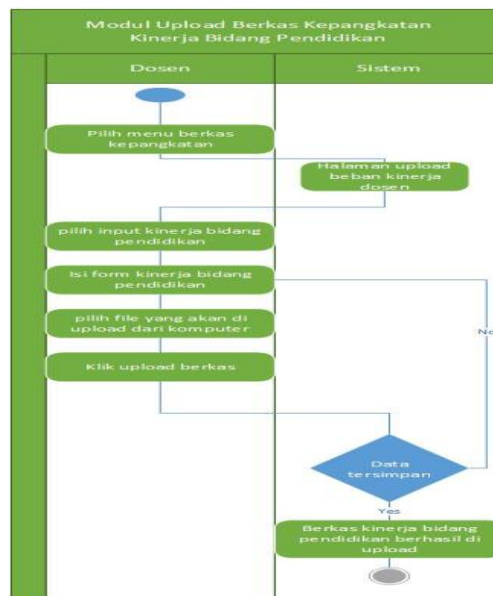 Modul Upload Berkas Kepangkatan
Kinerja Bidang Pendidikan
Dosen
Sistem
Pilih menu berkas
kepangkatan
Halaman upload
beban kinerja
dosen
pilih input kinerja bidang
pendidikan
Isi form kinerja bidang
pendidikan
pilih file yang akan di
upload dari komputer
No
Klik upload berkas
Data
tersimpan
Yes
Berkas kinerja bidang
pendidikan berhasil di
upload